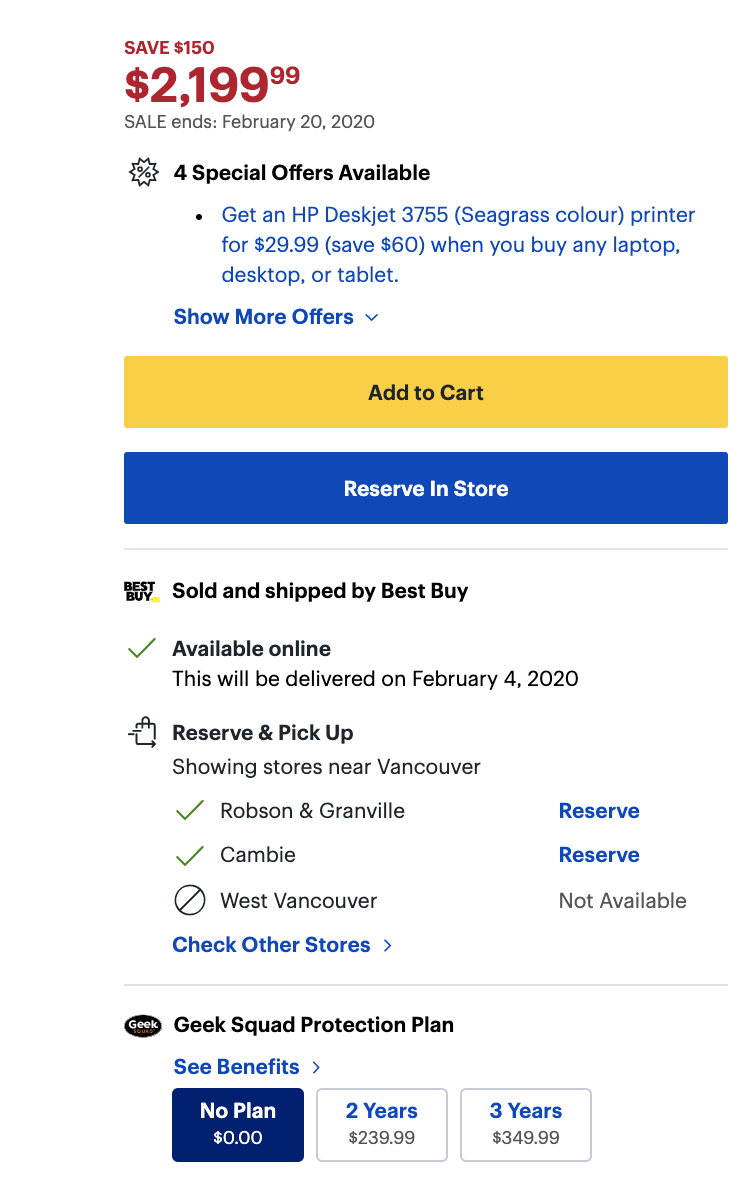 SAVE $150
$2,19999
SALE ends: February 20, 2020
4 Special Offers Available
• Get an HP Deskjet 3755 (Seagrass colour) printer
for $29.99 (save $60) when you buy any laptop,
desktop, or tablet.
Show More Offers
Add to Cart
Reserve In Store
BEST
BUY
Sold and shipped by Best Buy
Available online
This will be delivered on February 4, 2020
Reserve & Pick Up
Showing stores near Vancouver
Robson & Granville Reserve
Cambie Reserve
West Vancouver Not Available
Check Other Stores
Geek
SQUAD
Geek Squad Protection Plan
See Benefits
No Plan 2 Years 3 Years
$0.00 $239.99 $349.99